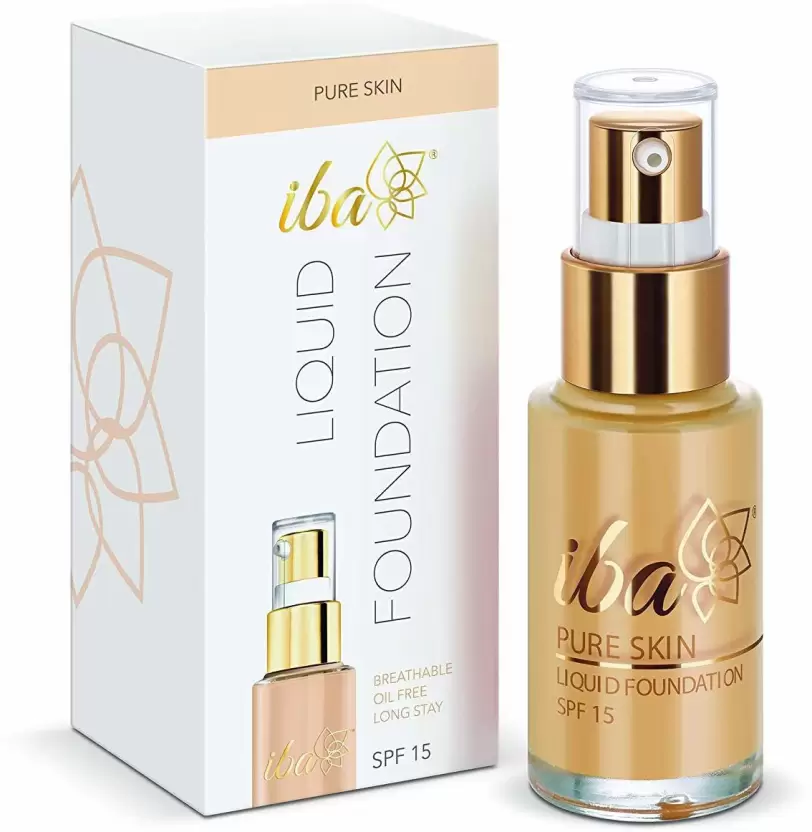 PURE SKIN
iba®
LIQUID
FOUNDATION
BREATHABLE
OIL FREE
LONG STAY
SPF 15
iba
iba®
PURE SKIN
LIQUID FOUNDATION
SPF 15